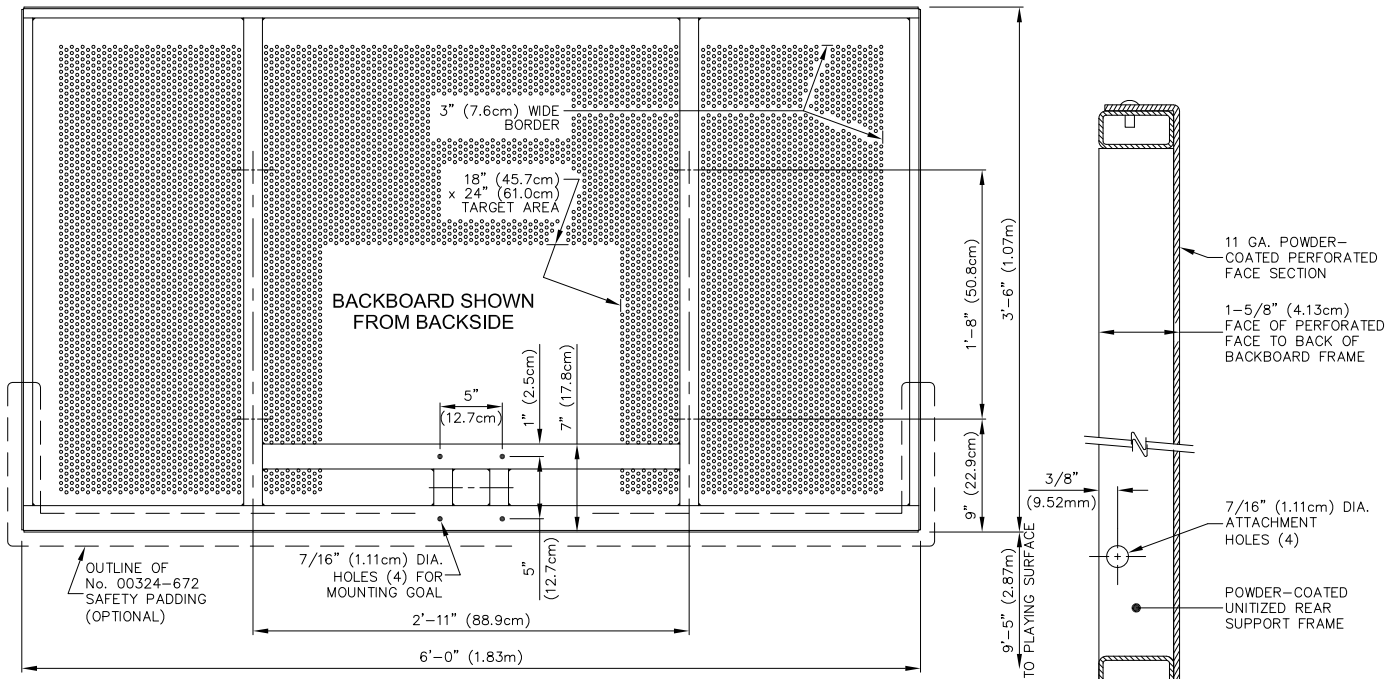 3" (7.6cm) WIDE
BORDER
18" (45.7cm)
x 24" (61.0cm)
TARGET AREA
BACKBOARD SHOWN
FROM BACKSIDE
5"
(12.7cm)
1" (2.5cm)
7" (17.8cm)
1'-8" (50.8cm)
9" (22.9cm)
3'-6" (1.07m)
5"
(12.7cm)
7/16" (1.11cm) DIA.
HOLES (4) FOR
MOUNTING GOAL
OUTLINE OF
No. 00324-672
SAFETY PADDING
(OPTIONAL)
2'-11" (88.9cm)
6'-0" (1.83m)
9'-5" (2.87m)
TO PLAYING SURFACE
11 GA. POWDER-
COATED PERFORATED
FACE SECTION
1-5/8" (4.13cm)
FACE OF PERFORATED
FACE TO BACK OF
BACKBOARD FRAME
3/8"
(9.52mm)
7/16" (1.11cm) DIA.
ATTACHMENT
HOLES (4)
POWDER-COATED
UNITIZED REAR
SUPPORT FRAME